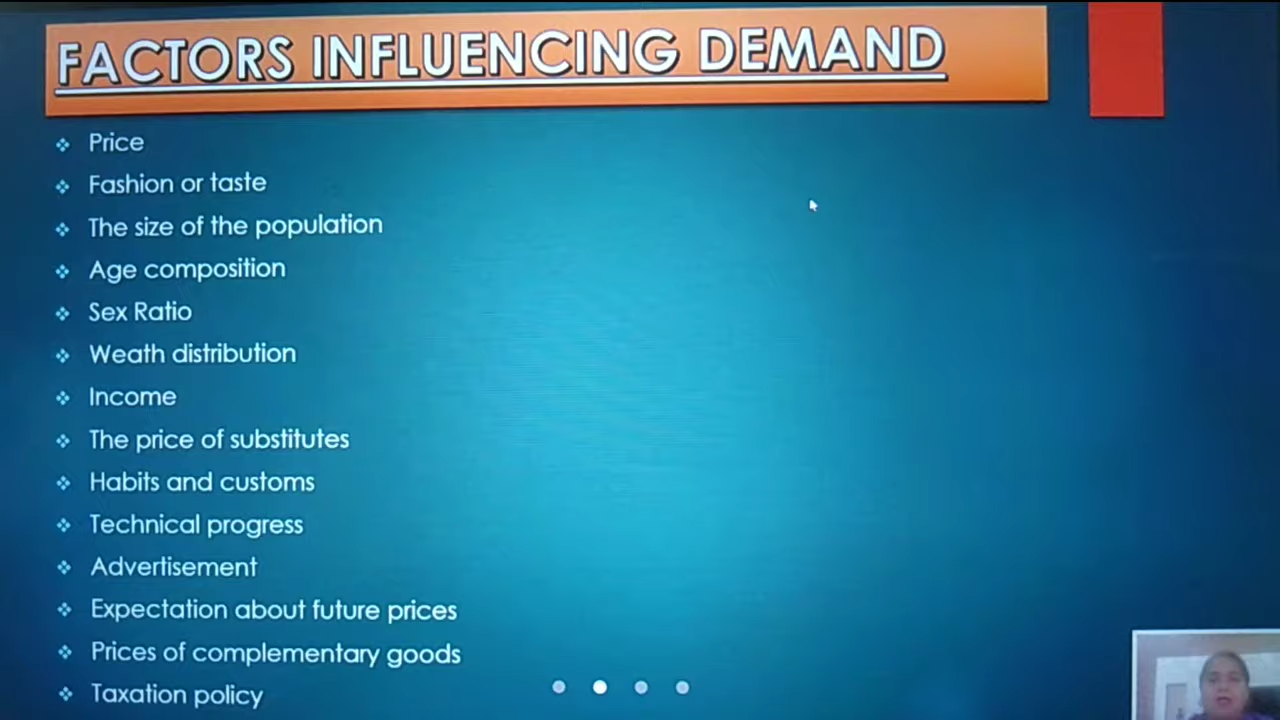 FACTORS INFLUENCING DEMAND
Price
Fashion or taste
The size of the population
Age composition
Sex Ratio
Weath distribution
Income
The price of substitutes
Habits and customs
Technical progress
Advertisement
Expectation about future prices
Prices of complementary goods
Taxation policy